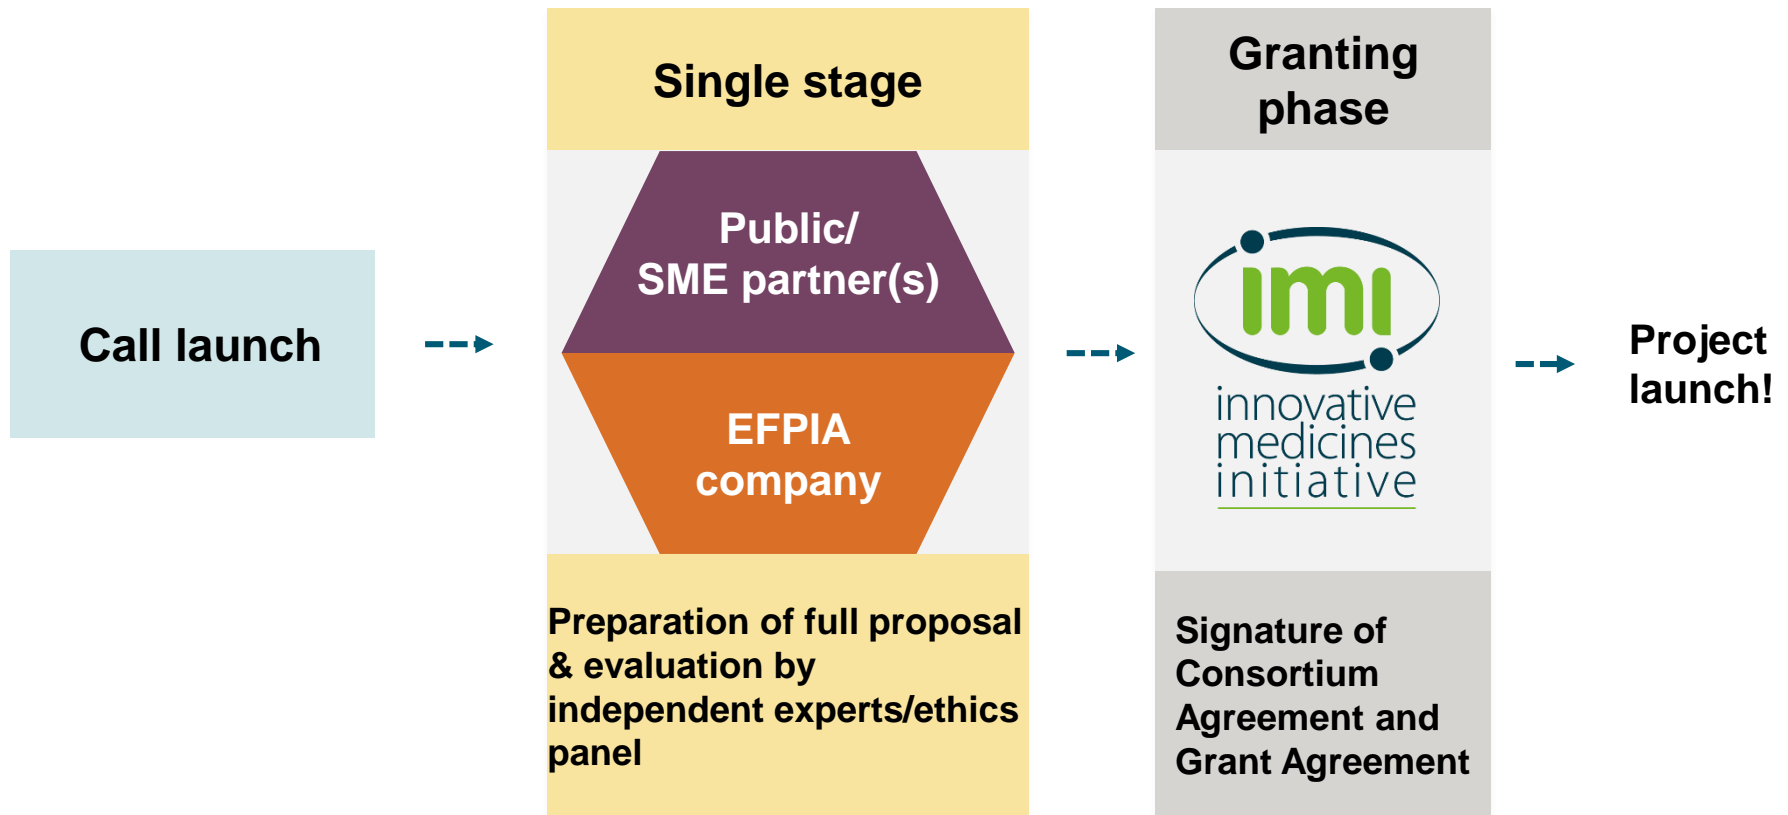 Call launch
Single stage
Public/
SME partner(s)
EFPIA
company
Preparation of full proposal
& evaluation by
independent experts/ethics
panel
Granting
phase
imi
innovative
medicines
initiative
Signature of
Consortium
Agreement and
Grant Agreement
Project
launch!